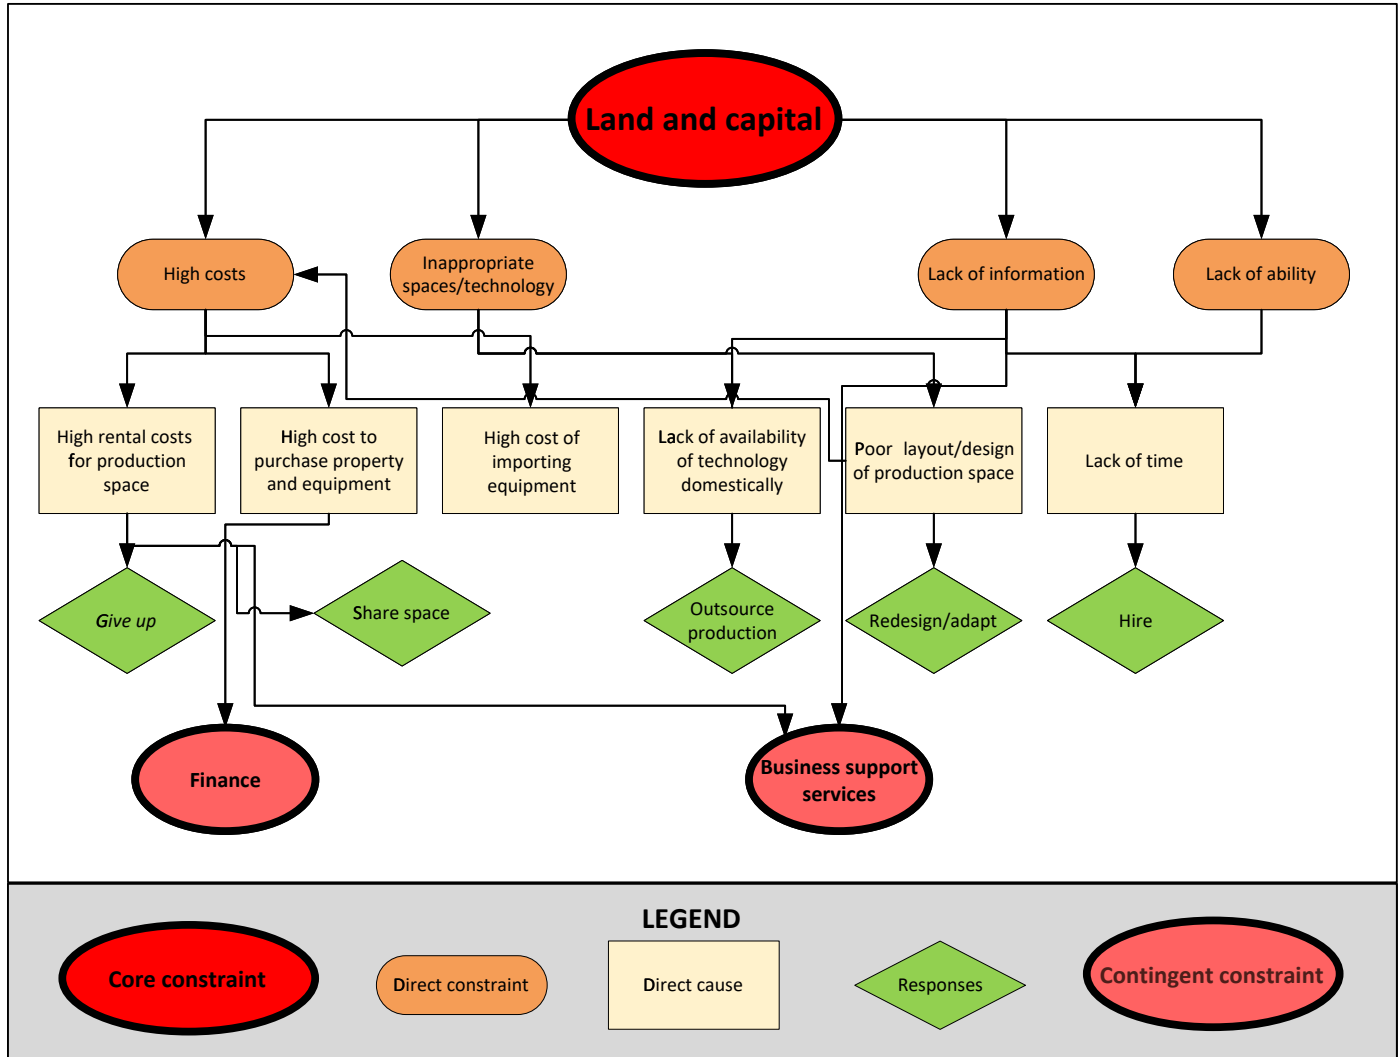 Land and capital
High costs
Inappropriate
spaces/technology
Lack of information
Lack of ability
High rental costs
for production
space
High cost to
purchase property
and equipment
High cost of
importing
equipment
Lack of availability
of technology
domestically
Poor layout/design
of production space
Lack of time
Give up
Share space
Outsource
production
Redesign/adapt
Hire
Finance
Business support
services
LEGEND
Core constraint
Direct constraint
Direct cause
Responses
Contingent constraint